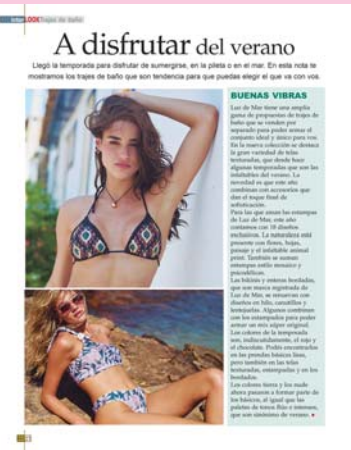 InterLOOK Trajes de baño
A disfrutar del verano
Llegó la temporada para disfrutar de sumergirse, en la pileta o en el mar. En esta nota te
mostramos los trajes de baño que son tendencia para que puedas elegir el que va con vos.
BUENAS VIBRAS
Luz de Mar tiene una amplia
gama de propuestas de trajes de
baño que se venden por
separado para poder armar el
conjunto ideal y único para vos.
En la nueva colección se destaca
la gran variedad de telas
texturadas, que desde hace
algunas temporadas que son las
infaltables del verano. La
novedad es que este año
combinan con accesorios que
dan el toque final de
sofisticación.
Para las que aman las estampas
de Luz de Mar, este año
contamos con 18 diseños
exclusivos. La naturaleza está
presente con flores, hojas,
paisaje y el infaltable animal
print. También se suman
estampas estilo mosaico y
psicodélicas.
Las bikinis y enteras bordadas,
que son marca registrada de
Luz de Mar, se renuevan con
diseños en hilo, canutillos y
lentejuelas. Algunos combinan
con los estampados para poder
armar un mix súper original.
Los colores de la temporada
son, indiscutidamente, el rojo y
el chocolate. Podés encontrarlos
en las prendas básicas lisas,
pero también en las telas
texturadas, estampadas y en los
bordados.
Los colores tierra y los nude
ahora pasaron a formar parte de
los básicos, al igual que las
paletas de tonos flúo e intensos,
que son sinónimo de verano.